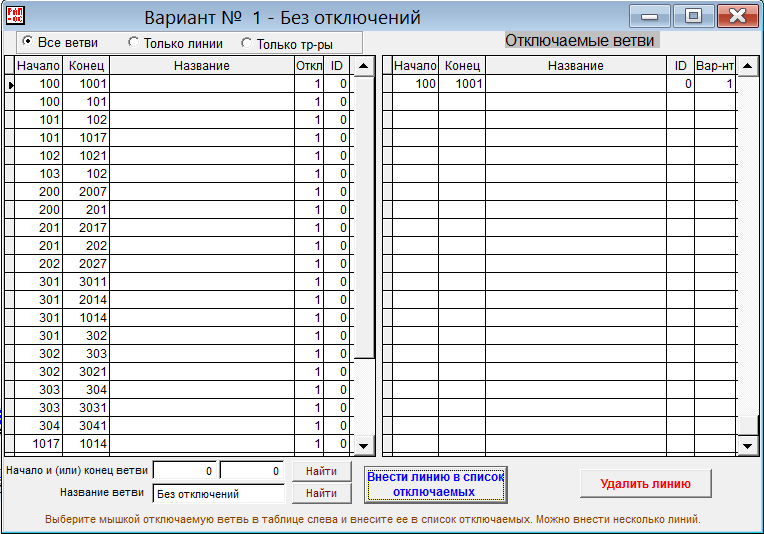 РАП
-ОС
Вариант № 1 - Без отключений
Все ветви Только линии Только тр-ры
Отключаемые ветви
Начало Конец Название Откл ID
100 1001 1 0
100 101 1 0
101 102 1 0
101 1017 1 0
102 1021 1 0
103 102 1 0
200 2007 1 0
200 201 1 0
201 2017 1 0
201 202 1 0
202 2027 1 0
301 3011 1 0
301 2014 1 0
301 1014 1 0
301 302 1 0
302 303 1 0
302 3021 1 0
303 304 1 0
303 3031 1 0
304 3041 1 0
1017 1014 1 0
Начало Конец Название ID Вар-нт
100 1001 0 1
Начало и (или) конец ветви 0 0 Найти
Название ветви Без отключений Найти
Внести линию в список
отключаемых
Удалить линию
Выберите мышкой отключаемую ветвь в таблице слева и внесите ее в список отключаемых. Можно внести несколько линий.